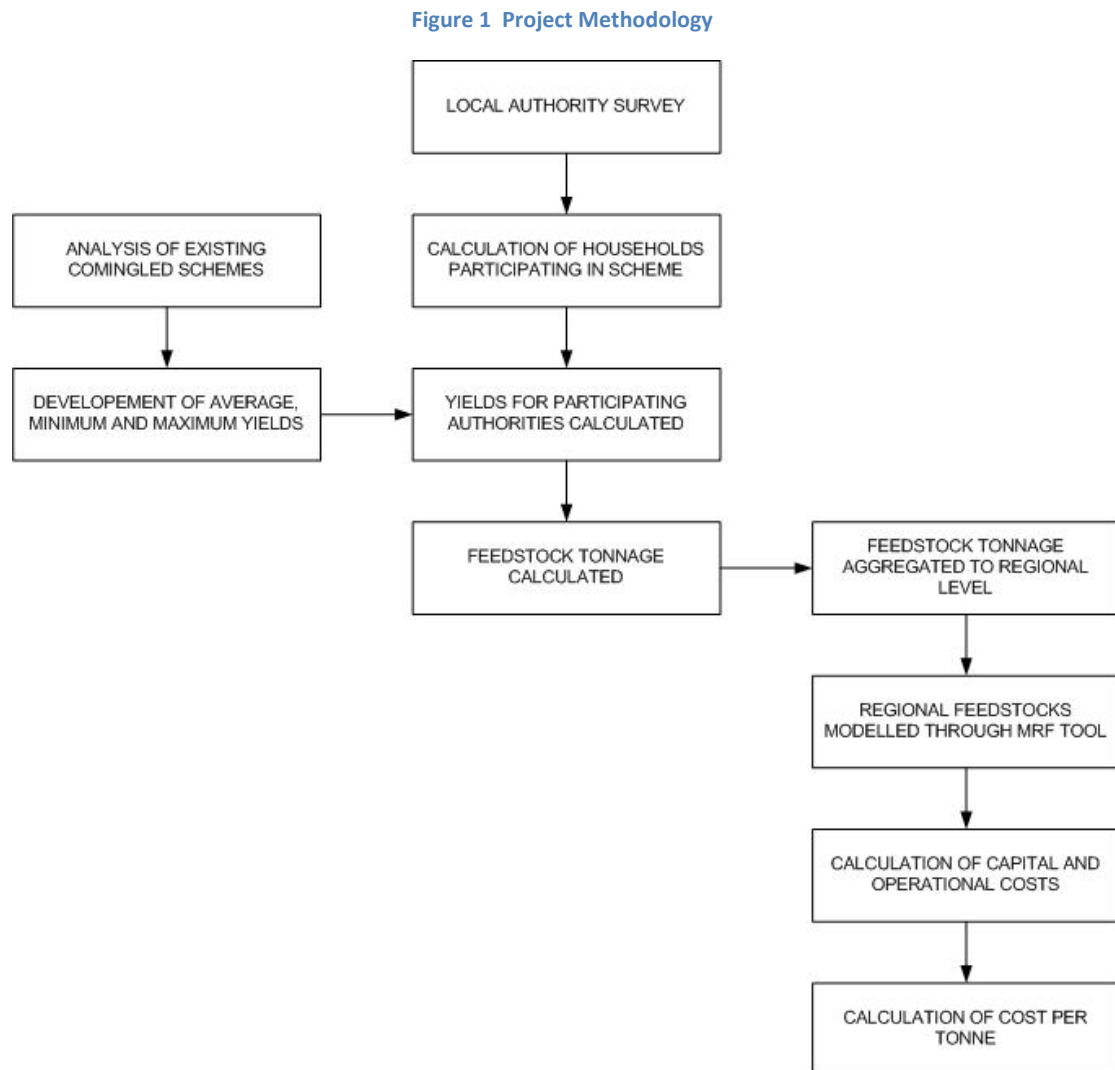 Figure 1 Project Methodology
LOCAL AUTHORITY SURVEY
ANALYSIS OF EXISTING
COMINGLED SCHEMES
CALCULATION OF HOUSEHOLDS
PARTICIPATING IN SCHEME
DEVELOPEMENT OF AVERAGE,
MINIMUM AND MAXIMUM YIELDS
YIELDS FOR PARTICIPATING
AUTHORITIES CALCULATED
FEEDSTOCK TONNAGE
CALCULATED
FEEDSTOCK TONNAGE
AGGREGATED TO REGIONAL
LEVEL
REGIONAL FEEDSTOCKS
MODELLED THROUGH MRF TOOL
CALCULATION OF CAPITAL AND
OPERATIONAL COSTS
CALCULATION OF COST PER
TONNE